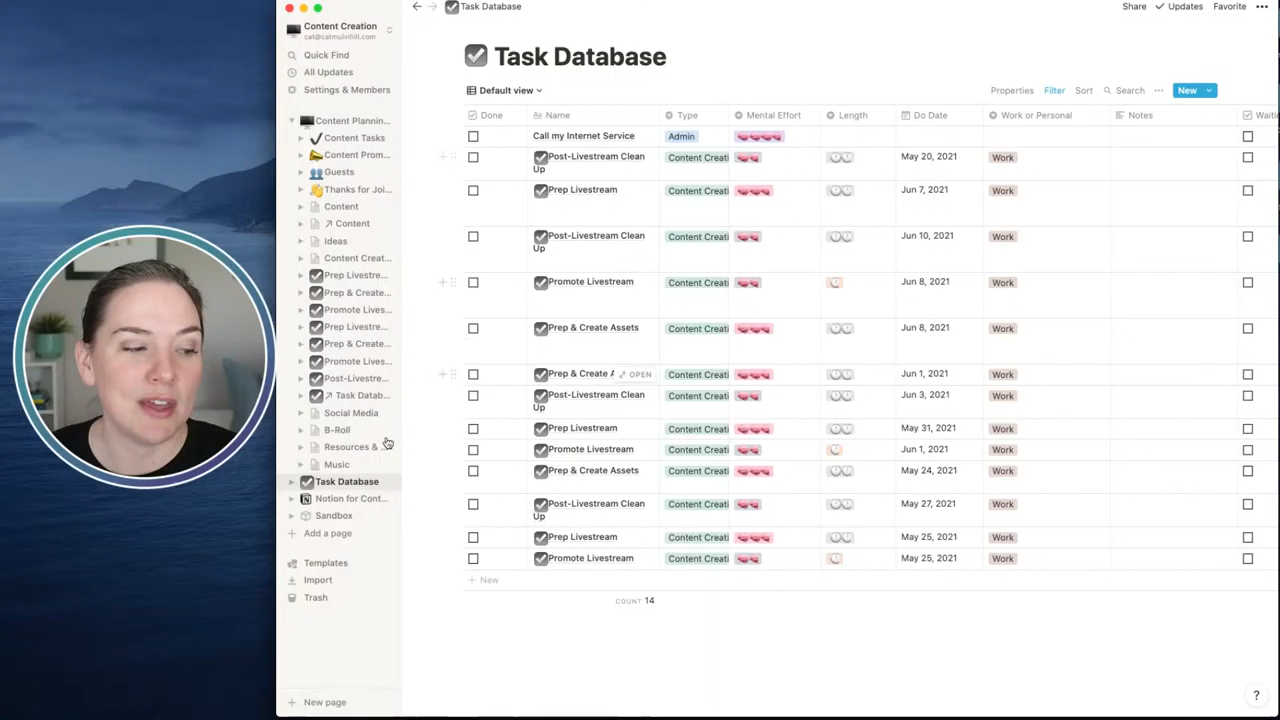 Task Database
Share Updates Favorite •••
Content Creation
cat@catmulvihill.com
Quick Find
All Updates
Settings & Members
Content Plannin...
Content Tasks
Content Prom...
Guests
Thanks for Joi...
Content
Content
Ideas
Content Creat...
Prep Livestre...
Prep & Create...
Promote Lives...
Prep Livestre...
Prep & Create...
Promote Lives...
Post-Livestre...
Task Datab...
Social Media
B-Roll
Resources &
Music
Task Database
Notion for Cont...
Sandbox
Add a page
Templates
Import
Trash
New page
Task Database
Default view
Properties Filter Sort Search ••• New
Done Name Type Mental Effort Length Do Date Work or Personal Notes Waiti
Call my Internet Service Admin
Post-Livestream Clean Up Content Creati May 20, 2021 Work
Prep Livestream Content Creati Jun 7, 2021 Work
Post-Livestream Clean Up Content Creati Jun 10, 2021 Work
Promote Livestream Content Creati Jun 8, 2021 Work
Prep & Create Assets Content Creati Jun 8, 2021 Work
Prep & Create A OPEN Content Creati Jun 1, 2021 Work
Post-Livestream Clean Up Content Creati Jun 3, 2021 Work
Prep Livestream Content Creati May 31, 2021 Work
Promote Livestream Content Creati Jun 1, 2021 Work
Prep & Create Assets Content Creati May 24, 2021 Work
Post-Livestream Clean Up Content Creati May 27, 2021 Work
Prep Livestream Content Creati May 25, 2021 Work
Promote Livestream Content Creati May 25, 2021 Work
+ New
COUNT 14
?